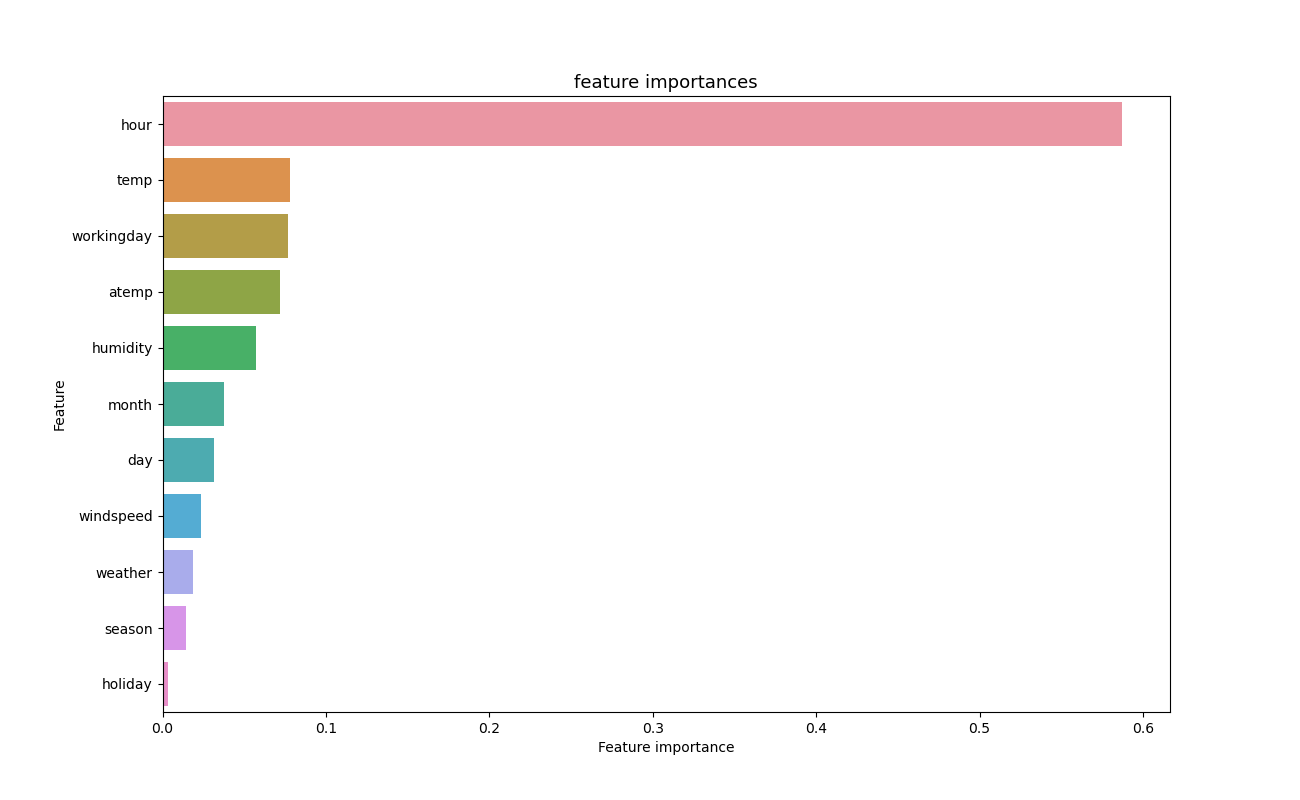 feature importances
hour
temp
workingday
atemp
humidity
month
day
windspeed
weather
season
holiday
Feature
0.0 0.1 0.2 0.3 0.4 0.5 0.6
Feature importance